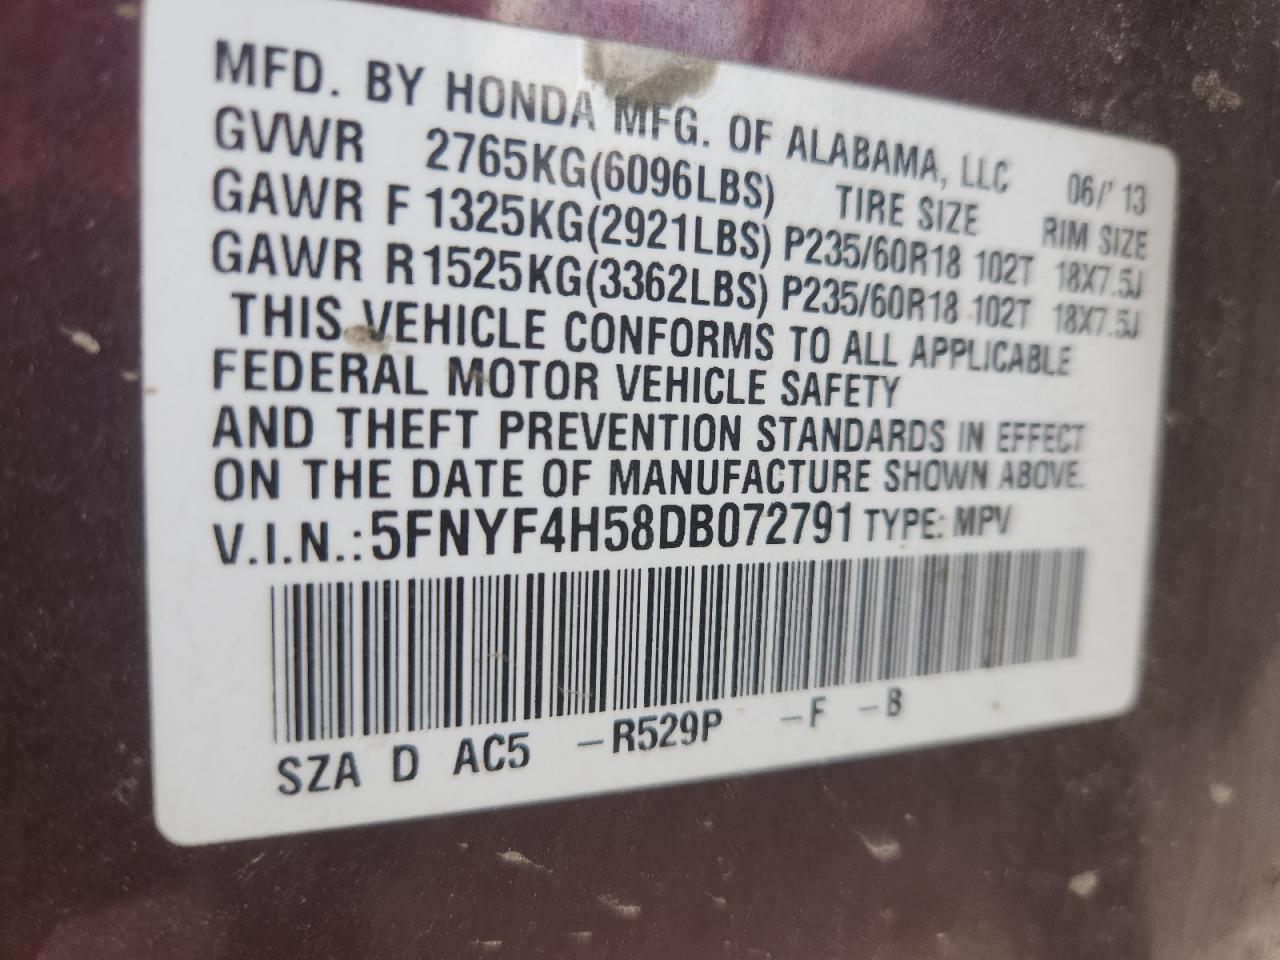 MFD. BY HONDA MFG. OF ALABAMA, LLC 06/' 13
GVWR 2765KG(6096LBS) TIRE SIZE RIM SIZE
GAWR F 1325KG(2921LBS) P235/60R18 102T 18X7.5J
GAWR R 1525KG(3362LBS) P235/60R18 102T 18X7.5J
THIS VEHICLE CONFORMS TO ALL APPLICABLE
FEDERAL MOTOR VEHICLE SAFETY
AND THEFT PREVENTION STANDARDS IN EFFECT
ON THE DATE OF MANUFACTURE SHOWN ABOVE.
V.I.N.: 5FNYF4H58DB072791 TYPE: MPV
SZA D AC5 –R529P –F –B